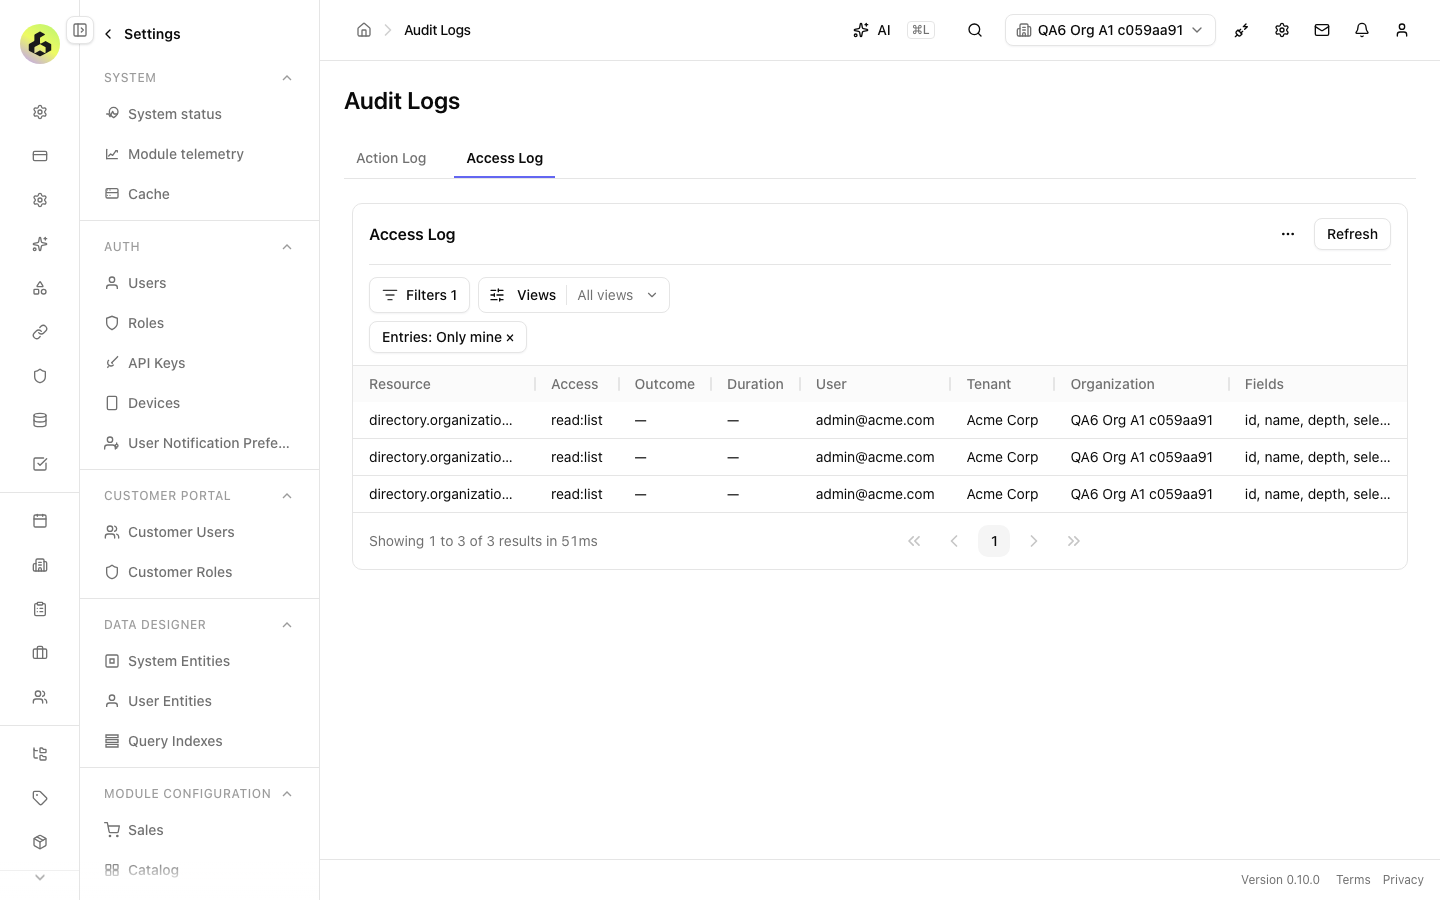 Settings
SYSTEM
System status
Module telemetry
Cache
AUTH
Users
Roles
API Keys
Devices
User Notification Prefe...
CUSTOMER PORTAL
Customer Users
Customer Roles
DATA DESIGNER
System Entities
User Entities
Query Indexes
MODULE CONFIGURATION
Sales
Catalog
Audit Logs
AI ⌘L
QA6 Org A1 c059aa91
Audit Logs
Action Log Access Log
Access Log
Refresh
Filters 1 Views All views
Entries: Only mine ×
Resource Access Outcome Duration User Tenant Organization Fields
directory.organizatio... read:list — — admin@acme.com Acme Corp QA6 Org A1 c059aa91 id, name, depth, sele...
directory.organizatio... read:list — — admin@acme.com Acme Corp QA6 Org A1 c059aa91 id, name, depth, sele...
directory.organizatio... read:list — — admin@acme.com Acme Corp QA6 Org A1 c059aa91 id, name, depth, sele...
Showing 1 to 3 of 3 results in 51ms
1
Version 0.10.0 Terms Privacy